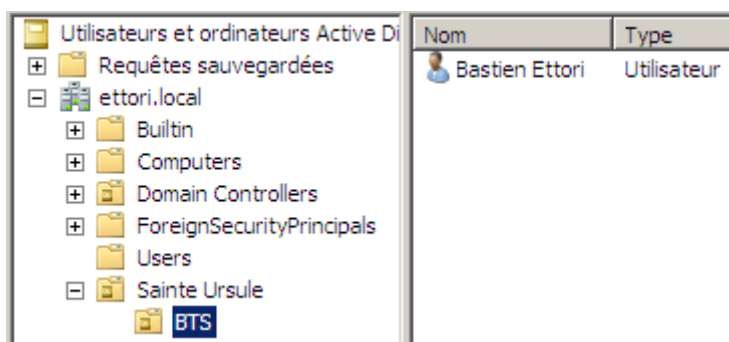 Utilisateurs et ordinateurs Active Di
Requêtes sauvegardées
ettori.local
Builtin
Computers
Domain Controllers
ForeignSecurityPrincipals
Users
Sainte Ursule
BTS
Nom Type
Bastien Ettori Utilisateur